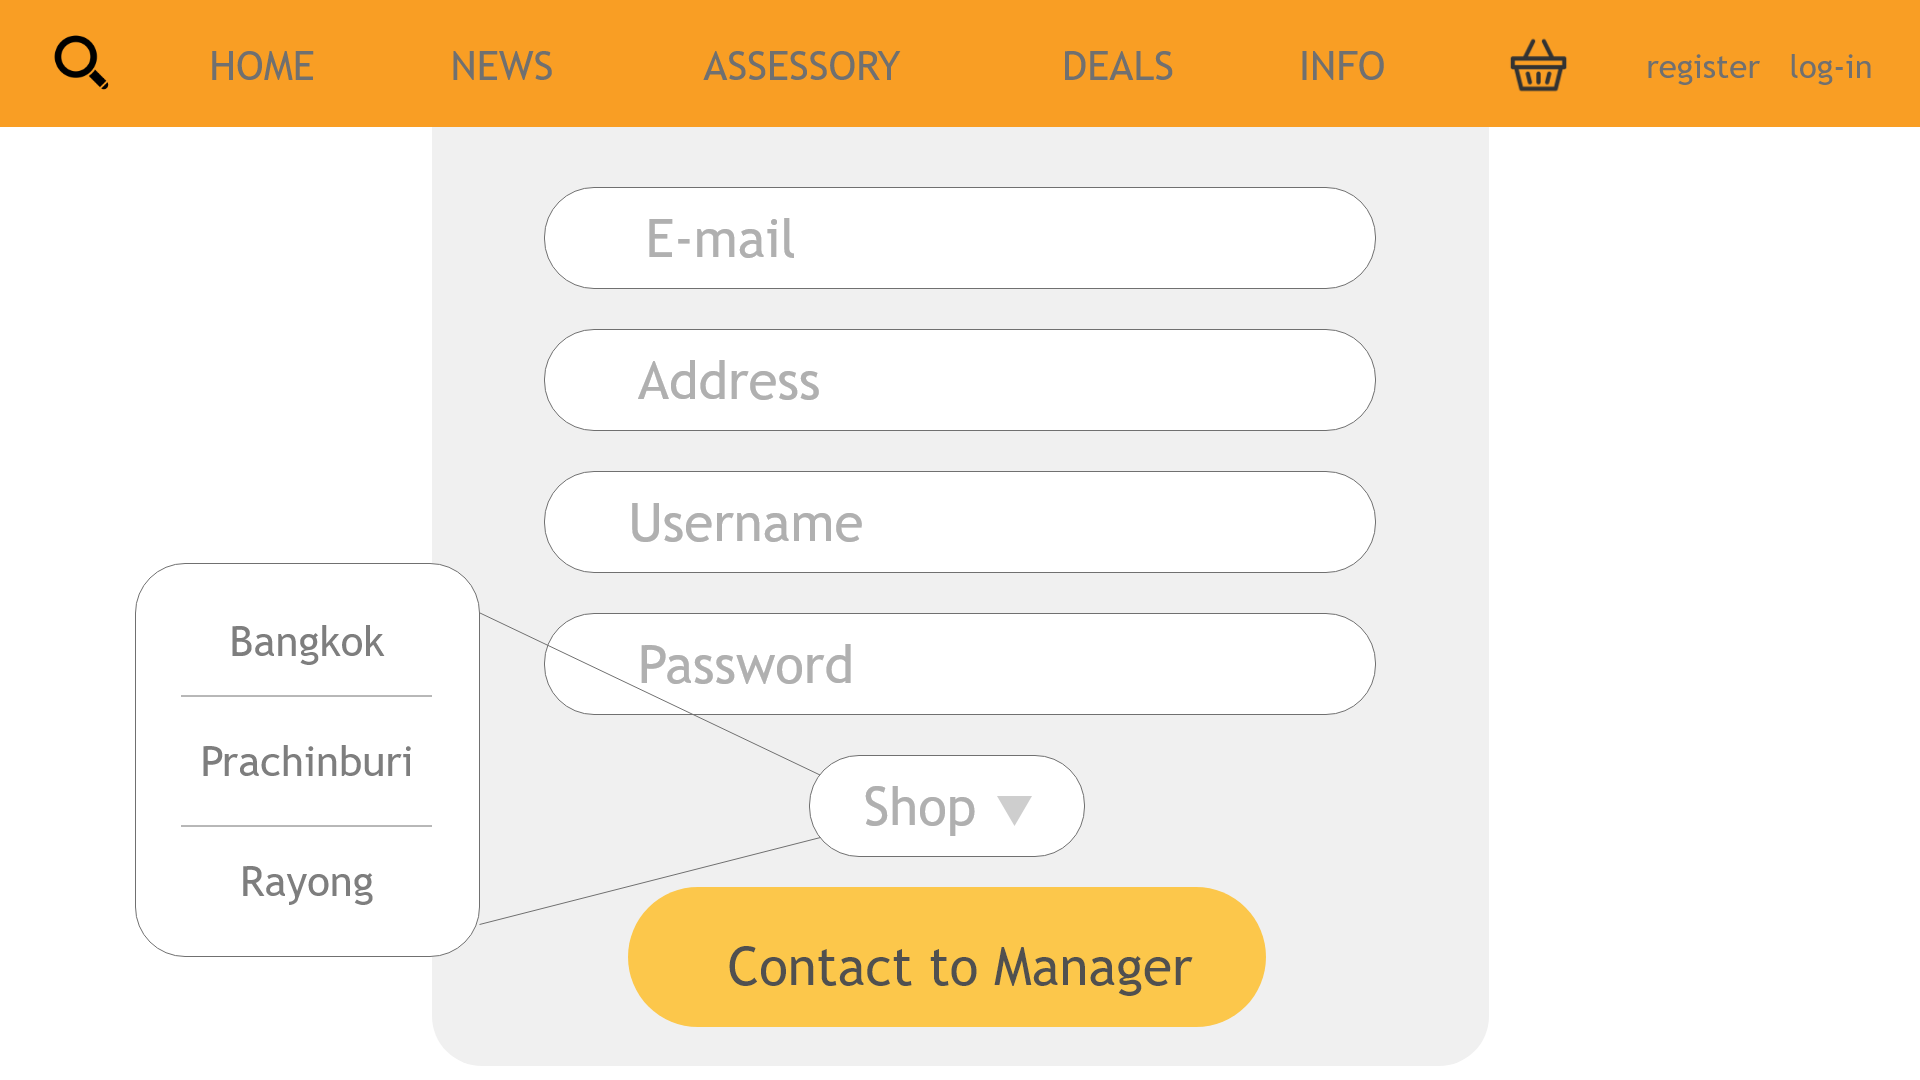 HOME NEWS ASSESSORY DEALS INFO register log-in
E-mail
Address
Username
Password
Shop
Bangkok
Prachinburi
Rayong
Contact to Manager